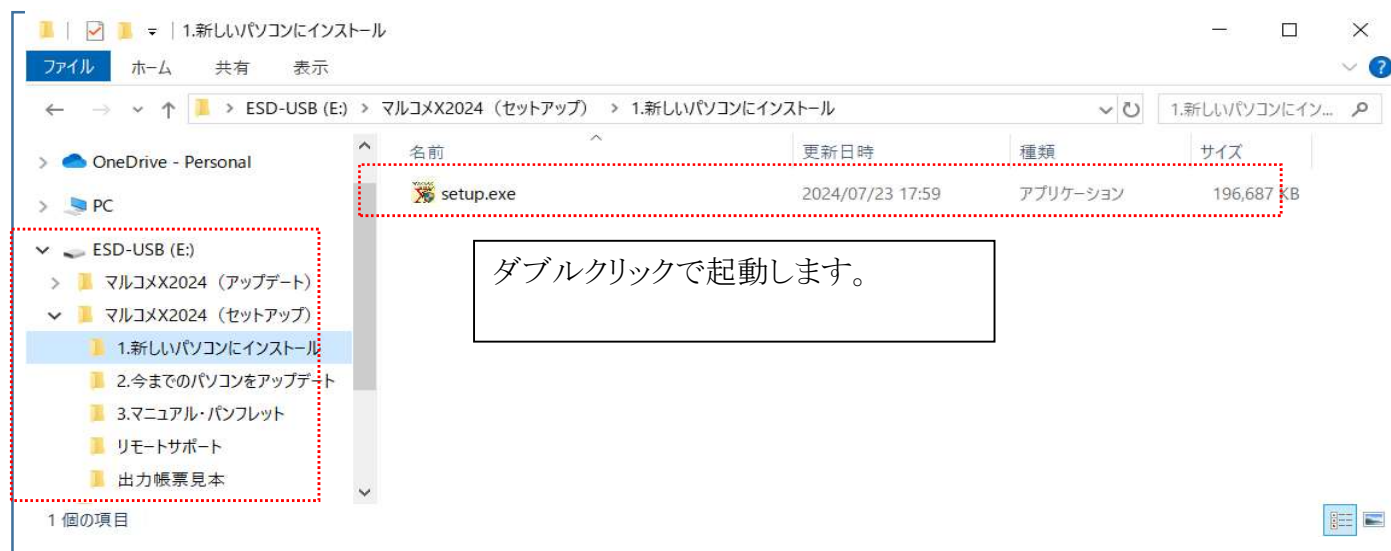 1.新しいパソコンにインストール
ファイル ホーム 共有 表示
ESD-USB (E:) マルコメX2024（セットアップ） 1.新しいパソコンにインストール 1.新しいパソコンにイン...
名前 更新日時 種類 サイズ
OneDrive - Personal
setup.exe 2024/07/23 17:59 アプリケーション 196,687 KB
PC
ESD-USB (E:)
マルコメX2024（アップデート）
マルコメX2024（セットアップ）
1.新しいパソコンにインストール
2.今までのパソコンをアップデート
3.マニュアル・パンフレット
リモートサポート
出力帳票見本
ダブルクリックで起動します。
1 個の項目